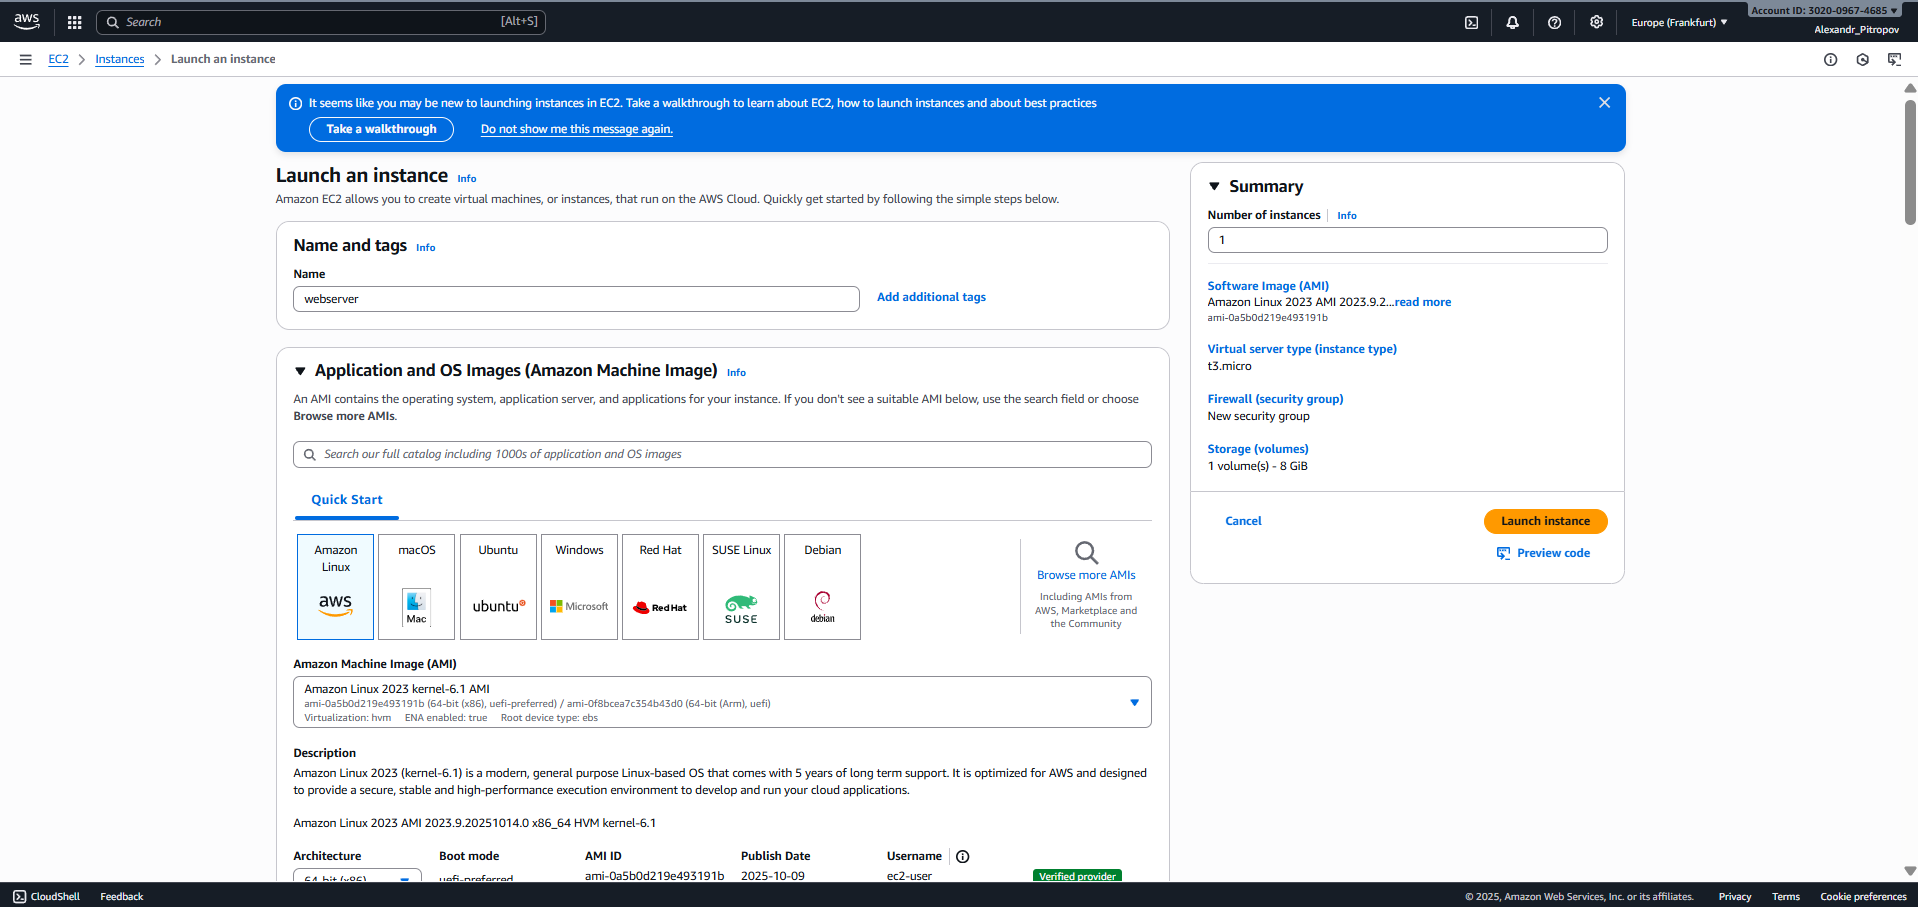 aws
Search
[Alt+S]
Europe (Frankfurt)
Account ID: 3020-0967-4685
Alexandr_Pitropov
EC2
Instances
Launch an instance
It seems like you may be new to launching instances in EC2. Take a walkthrough to learn about EC2, how to launch instances and about best practices
Take a walkthrough
Do not show me this message again.
Launch an instance Info
Amazon EC2 allows you to create virtual machines, or instances, that run on the AWS Cloud. Quickly get started by following the simple steps below.
Name and tags Info
Name
webserver
Add additional tags
Application and OS Images (Amazon Machine Image) Info
An AMI contains the operating system, application server, and applications for your instance. If you don't see a suitable AMI below, use the search field or choose
Browse more AMIs.
Search our full catalog including 1000s of application and OS images
Quick Start
Amazon
Linux
aws
macOS
Mac
Ubuntu
ubuntu
Windows
Microsoft
Red Hat
Red Hat
SUSE Linux
SUSE
Debian
debian
Browse more AMIs
Including AMIs from
AWS, Marketplace and
the Community
Amazon Machine Image (AMI)
Amazon Linux 2023 kernel-6.1 AMI
ami-0a5b0d219e493191b (64-bit (x86), uefi-preferred) / ami-0f8bcea7c354b43d0 (64-bit (Arm), uefi)
Virtualization: hvm ENA enabled: true Root device type: ebs
Description
Amazon Linux 2023 (kernel-6.1) is a modern, general purpose Linux-based OS that comes with 5 years of long term support. It is optimized for AWS and designed
to provide a secure, stable and high-performance execution environment to develop and run your cloud applications.
Amazon Linux 2023 AMI 2023.9.20251014.0 x86_64 HVM kernel-6.1
Architecture Boot mode AMI ID Publish Date Username
64-bit (x86) uefi-preferred ami-0a5b0d219e493191b 2025-10-09 ec2-user Verified provider
Summary
Number of instances Info
1
Software Image (AMI)
Amazon Linux 2023 AMI 2023.9.2...read more
ami-0a5b0d219e493191b
Virtual server type (instance type)
t3.micro
Firewall (security group)
New security group
Storage (volumes)
1 volume(s) - 8 GiB
Cancel
Launch instance
Preview code
CloudShell
Feedback
© 2025, Amazon Web Services, Inc. or its affiliates.
Privacy
Terms
Cookie preferences